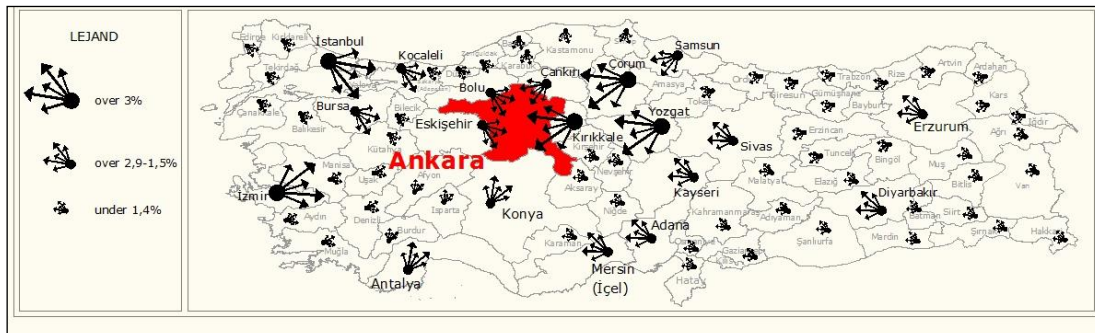 LEJAND
over 3%
over 2,9-1,5%
under 1,4%
Edirne
Kırklareli
Tekirdağ
İstanbul
Kocaeli
Kastamonu
Karabük
Samsun
Çorum
Çankırı
Bolu
Amasya
Ordu
Tokat
Giresun
Trabzon
Rize
Artvin
Ardahan
Gümüşhane
Bayburt
Kars
Çanakkale
Balıkesir
Bursa
Bilecik
Eskişehir
Kütahya
Ankara
Kırıkkale
Kırşehir
Yozgat
Sivas
Erzincan
Erzurum
Ağrı
Iğdır
Manisa
Uşak
Afyon
Aksaray
Nevşehir
Kayseri
Malatya
Tunceli
Elazığ
Bingöl
Muş
Bitlis
Van
İzmir
Aydın
Denizli
Isparta
Burdur
Konya
Niğde
Kahramanmaraş
Adıyaman
Diyarbakır
Batman
Siirt
Şırnak
Hakkari
Muğla
Antalya
Karaman
Mersin
(İçel)
Adana
Osmaniye
Gaziantep
Kilis
Hatay
Şanlıurfa
Mardin